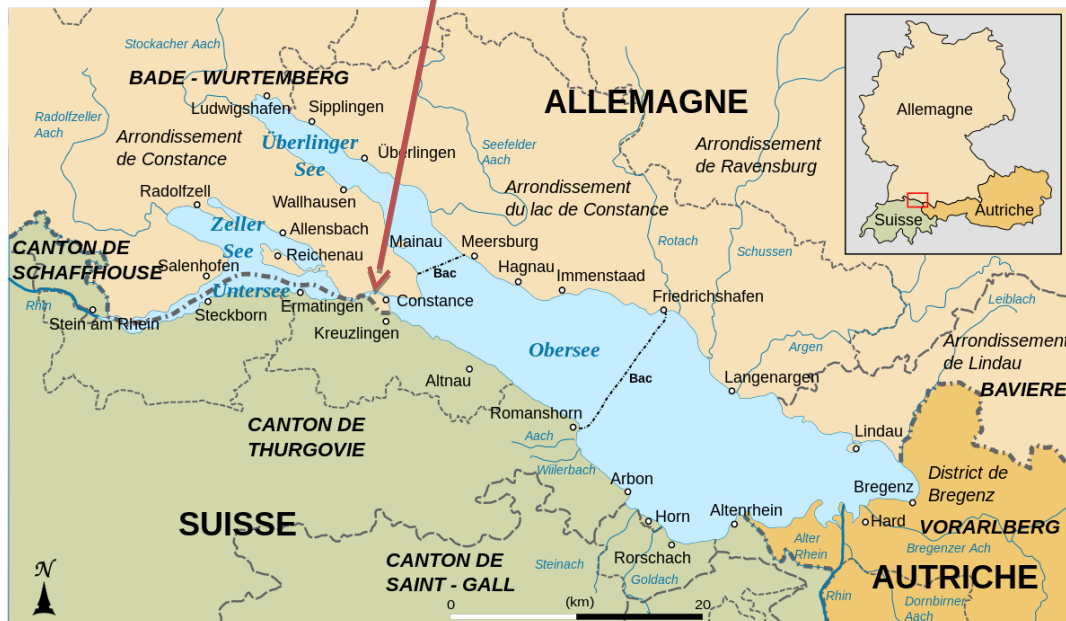 Stockacher Aach
BADE - WURTEMBERG
Ludwigshafen
Sipplingen
ALLEMAGNE
Allemagne
Suisse
Autriche
Radolfzeller
Aach
Arrondissement
de Constance
Überlinger
See
Überlingen
Seefelder
Aach
Arrondissement
de Ravensburg
Radolfzell
Wallhausen
Arrondissement
du lac de Constance
Zeller
See
Allensbach
Reichenau
Mainau
Meersburg
Rotach
Schussen
CANTON DE
SCHAFFHOUSE
Salenhofen
Bac
Hagnau
Immenstaad
Rhin
Untersee
Ermatingen
Constance
Friedrichshafen
Leiblach
Stein am Rhein
Steckborn
Kreuzlingen
Obersee
Argen
Arrondissement
de Lindau
Altnau
Bac
Langenargen
BAVIERE
CANTON DE
THURGOVIE
Romanshorn
Aach
Wiilerbach
Lindau
Arbon
Bregenz
District de
Bregenz
SUISSE
Horn
Altenrhein
Hard
VORARLBERG
CANTON DE
SAINT - GALL
Steinach
Rorschach
Goldach
Alter
Rhein
Bregenzer Ach
AUTRICHE
Rhin
Dornbirner
Aach
N
0
(km)
20